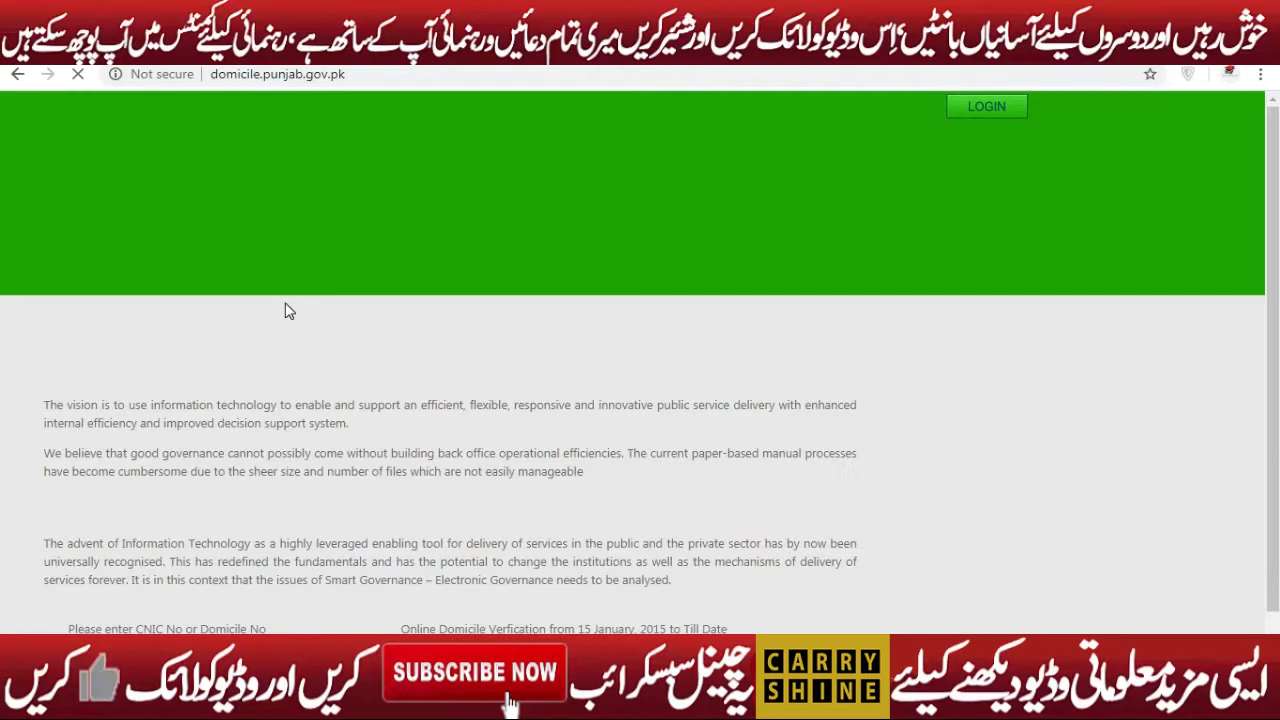 خوش رہیں اور دوسروں کیلئے آسانیاں بانٹیں، اِس وڈیو کو لائک کریں اور شئیر کریں میری تمام دعائیں ورہنمائی آپ کے ساتھ ہے، رہنمائی کیلئے کمنٹس میں آپ پوچھ سکتے ہیں
Not secure
domicile.punjab.gov.pk
LOGIN
The vision is to use information technology to enable and support an efficient, flexible, responsive and innovative public service delivery with enhanced
internal efficiency and improved decision support system.
We believe that good governance cannot possibly come without building back office operational efficiencies. The current paper-based manual processes
have become cumbersome due to the sheer size and number of files which are not easily manageable
The advent of Information Technology as a highly leveraged enabling tool for delivery of services in the public and the private sector has by now been
universally recognised. This has redefined the fundamentals and has the potential to change the institutions as well as the mechanisms of delivery of
services forever. It is in this context that the issues of Smart Governance – Electronic Governance needs to be analysed.
Please enter CNIC No or Domicile No
Online Domicile Verfication from 15 January, 2015 to Till Date
ایسی مزید معلوماتی وڈیو دیکھنے کیلئے
CARRY
SHINE
یہ چینل سبسکرائب
SUBSCRIBE NOW
کریں اور وڈیو کو لائک
کریں